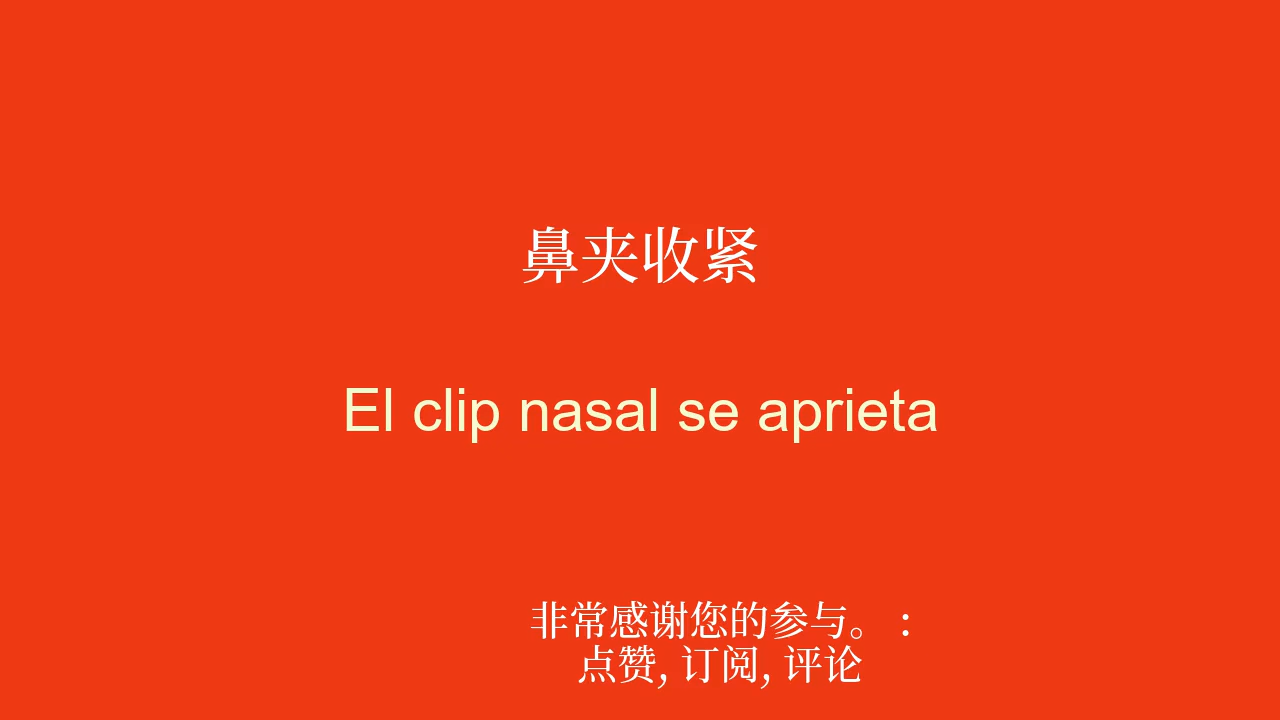 鼻夹收紧
El clip nasal se aprieta
非常感谢您的参与。 :
点赞, 订阅, 评论